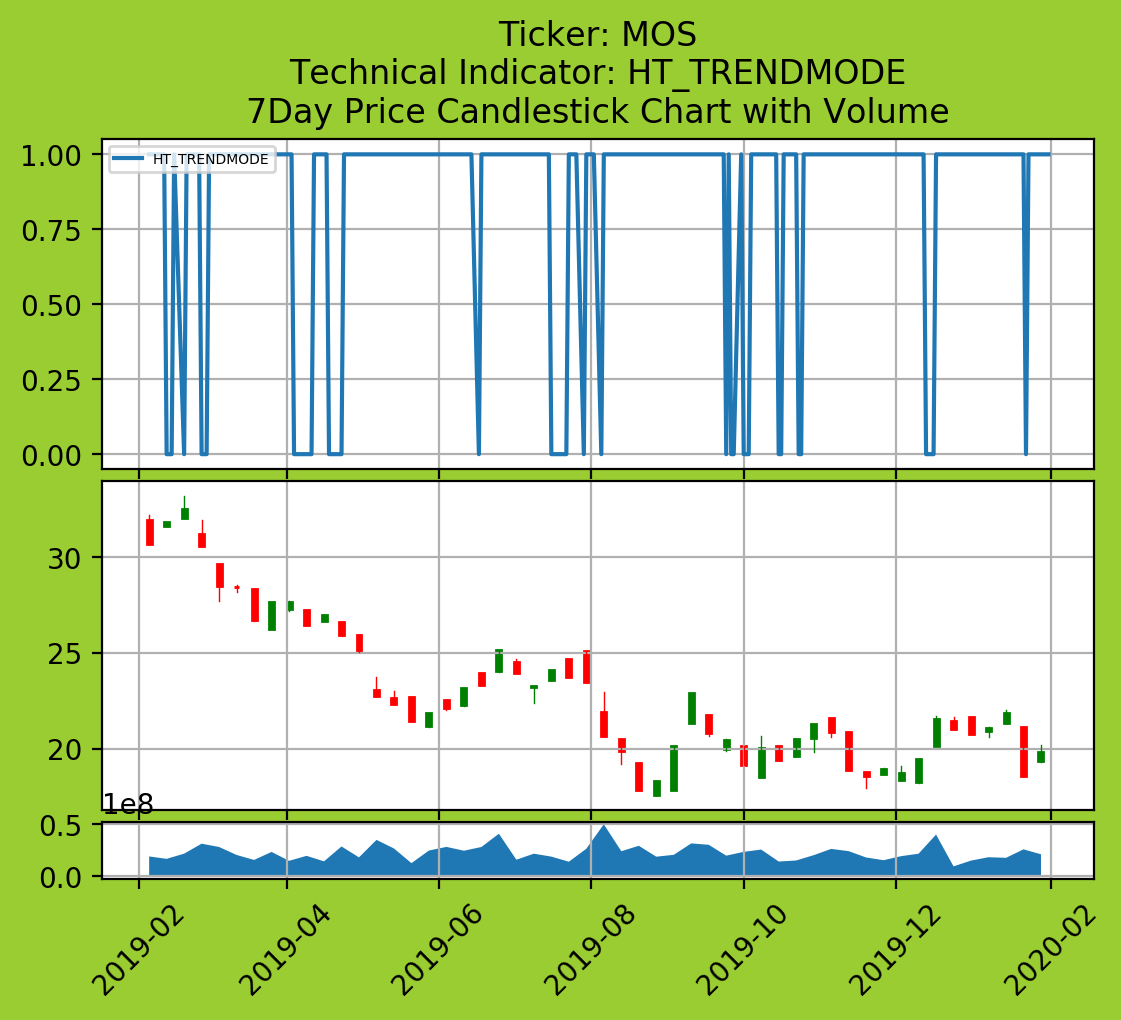 Ticker: MOS
Technical Indicator: HT_TRENDMODE
7Day Price Candlestick Chart with Volume
HT_TRENDMODE
1.00
0.75
0.50
0.25
0.00
30
25
20
1e8
0.5
0.0
2019-02 2019-04 2019-06 2019-08 2019-10 2019-12 2020-02